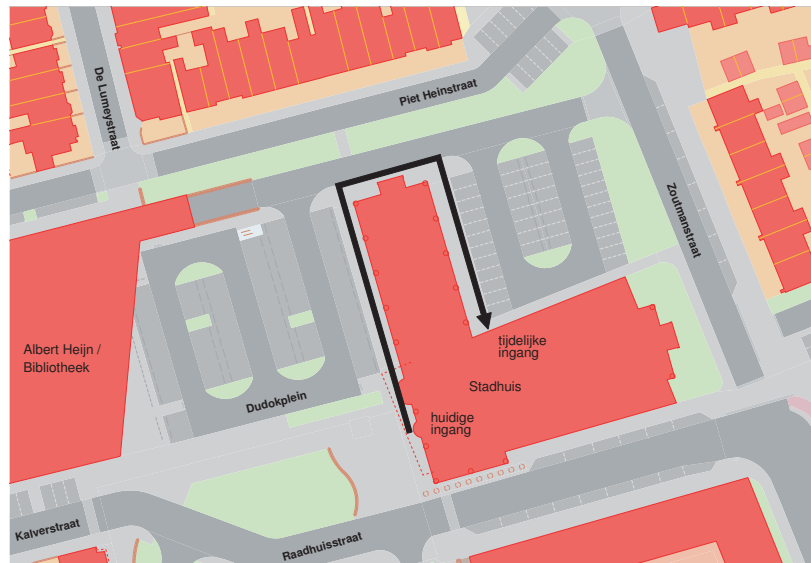 De Lumeystraat
Piet Heinstraat
Zoutmanstraat
Albert Heijn /
Bibliotheek
tijdelijke
ingang
Stadhuis
Dudokplein
huidige
ingang
Kalverstraat
Raadhuisstraat